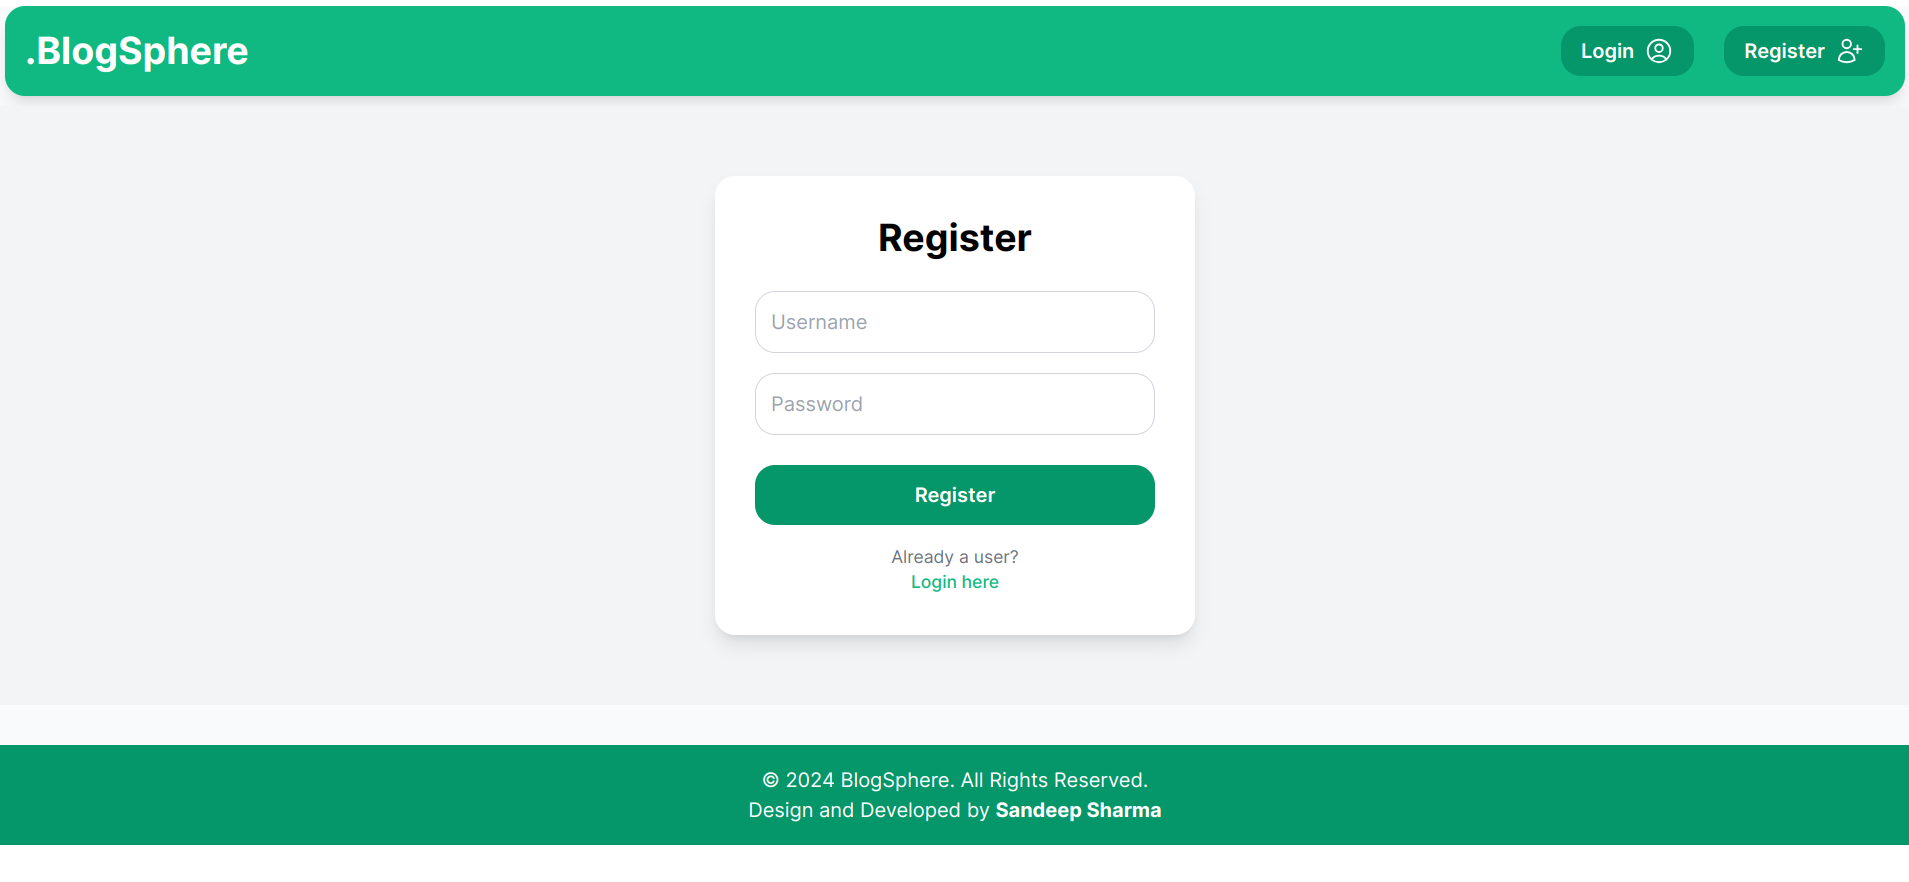 .BlogSphere
Login
Register
Register
Username
Password
Register
Already a user?
Login here
© 2024 BlogSphere. All Rights Reserved.
Design and Developed by Sandeep Sharma